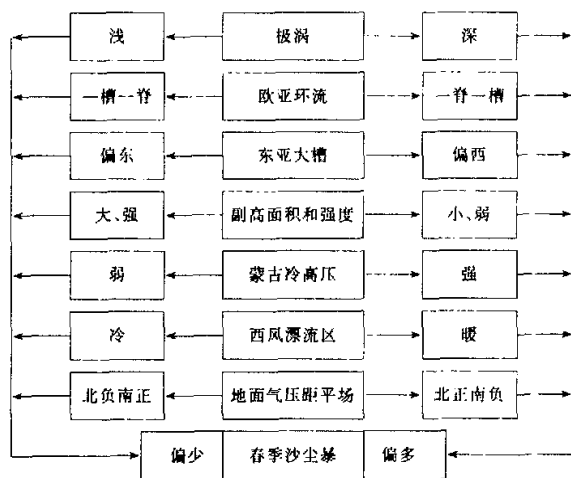 浅 极涡 深
一槽一脊 欧亚环流 一脊一槽
偏东 东亚大槽 偏西
大、强 副高面积和强度 小、弱
弱 蒙古冷高压 强
冷 西风漂流区 暖
北负南正 地面气压距平场 北正南负
偏少 春季沙尘暴 偏多